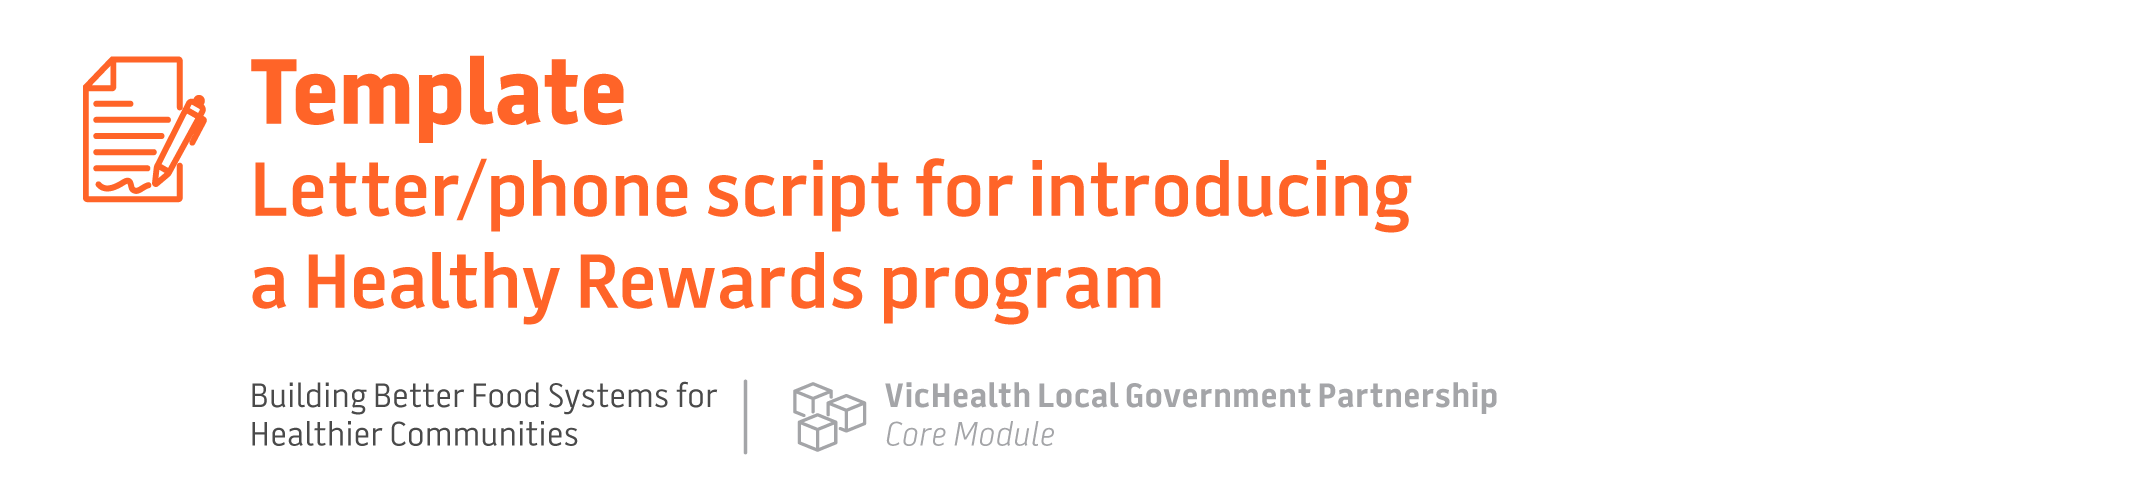 Template
Letter/phone script for introducing
a Healthy Rewards program
Building Better Food Systems for
Healthier Communities
VicHealth Local Government Partnership
Core Module